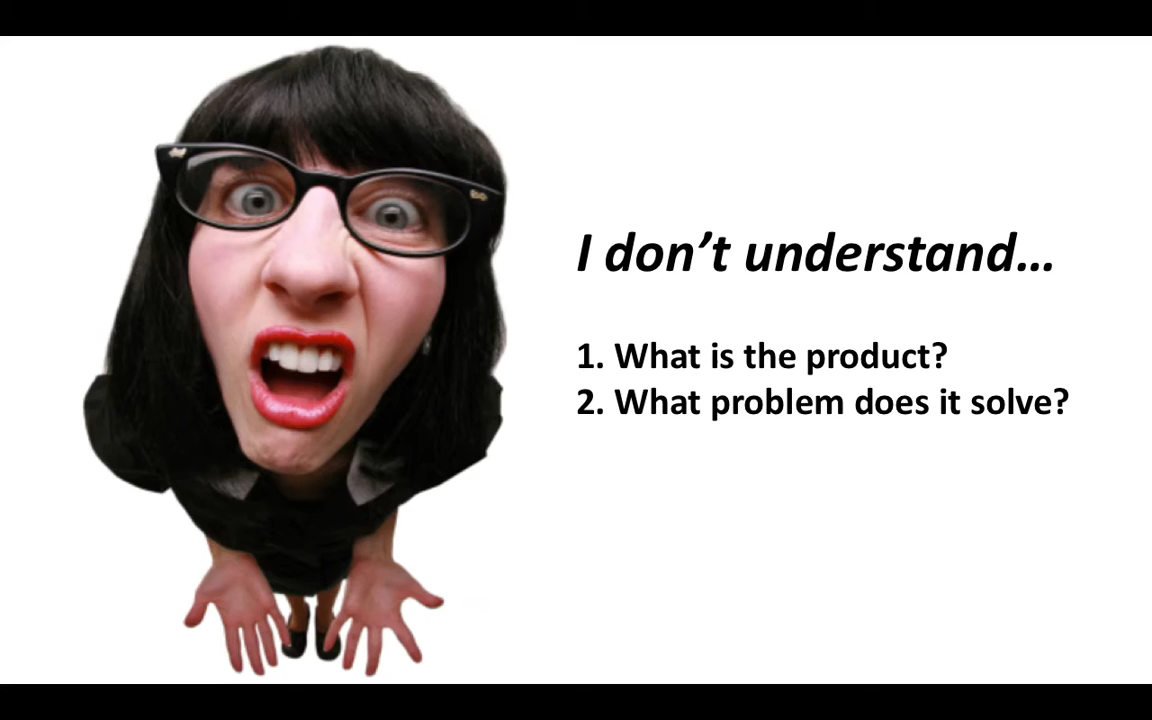 I don’t understand…
1. What is the product?
2. What problem does it solve?